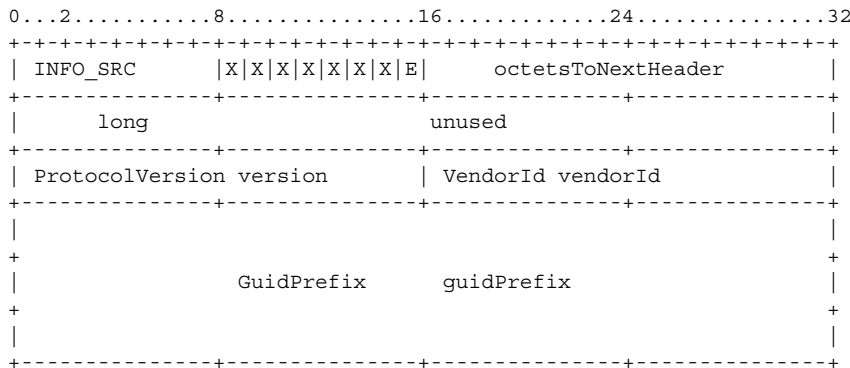 0...2...........8...............16.............24...............32
+-+-+-+-+-+-+-+-+-+-+-+-+-+-+-+-+-+-+-+-+-+-+-+-+-+-+-+-+-+-+-+-+
| INFO_SRC      |X|X|X|X|X|X|X|E|     octetsToNextHeader        |
+---------------+---------------+---------------+---------------+
|      long                     unused                          |
+---------------+---------------+---------------+---------------+
| ProtocolVersion version       | VendorId vendorId             |
+---------------+---------------+---------------+---------------+
|                                                               |
+                                                               +
|                 GuidPrefix      guidPrefix                    |
+                                                               +
|                                                               |
+---------------+---------------+---------------+---------------+